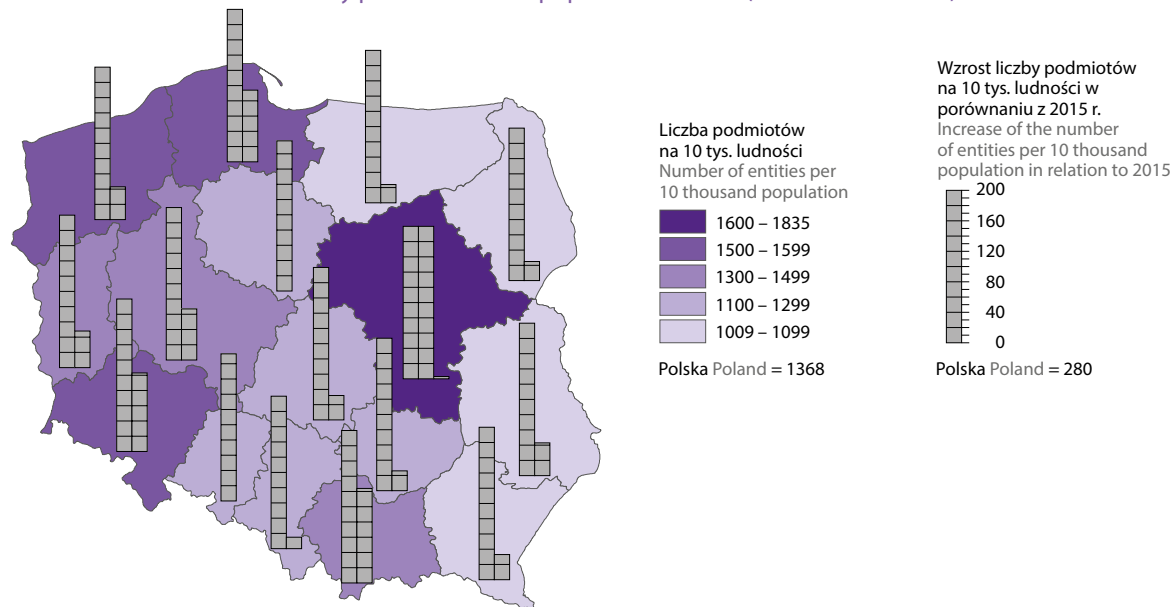 Liczba podmiotów
na 10 tys. ludności
Number of entities per
10 thousand population
1600 – 1835
1500 – 1599
1300 – 1499
1100 – 1299
1009 – 1099
Polska Poland = 1368
Wzrost liczby podmiotów
na 10 tys. ludności w
porównaniu z 2015 r.
Increase of the number
of entities per 10 thousand
population in relation to 2015
200
160
120
80
40
0
Polska Poland = 280